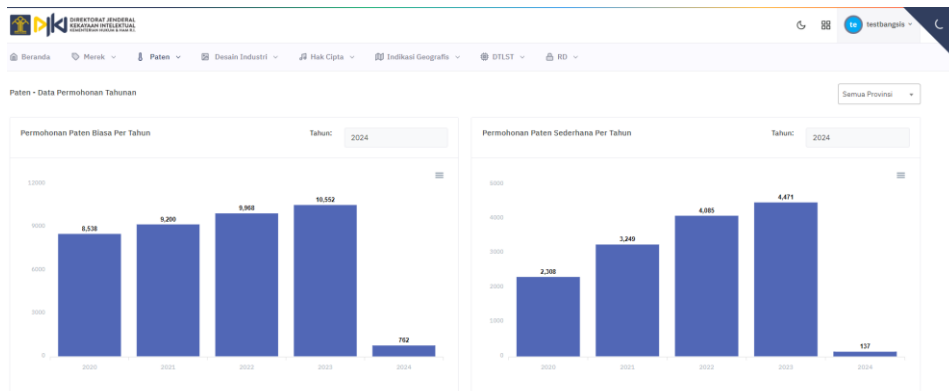 DIREKTORAT JENDERAL
KEKAYAAN INTELEKTUAL
KEMENTERIAN HUKUM & HAM R.I.
te testbangsis
Beranda Merek Paten Desain Industri Hak Cipta Indikasi Geografis DTLST RD
Paten - Data Permohonan Tahunan
Semua Provinsi
Permohonan Paten Biasa Per Tahun
Tahun: 2024
12000
9000
6000
3000
0
8,538
9,200
9,968
10,552
762
2020 2021 2022 2023 2024
Permohonan Paten Sederhana Per Tahun
Tahun: 2024
5000
4000
3000
2000
1000
0
2,308
3,249
4,085
4,471
137
2020 2021 2022 2023 2024